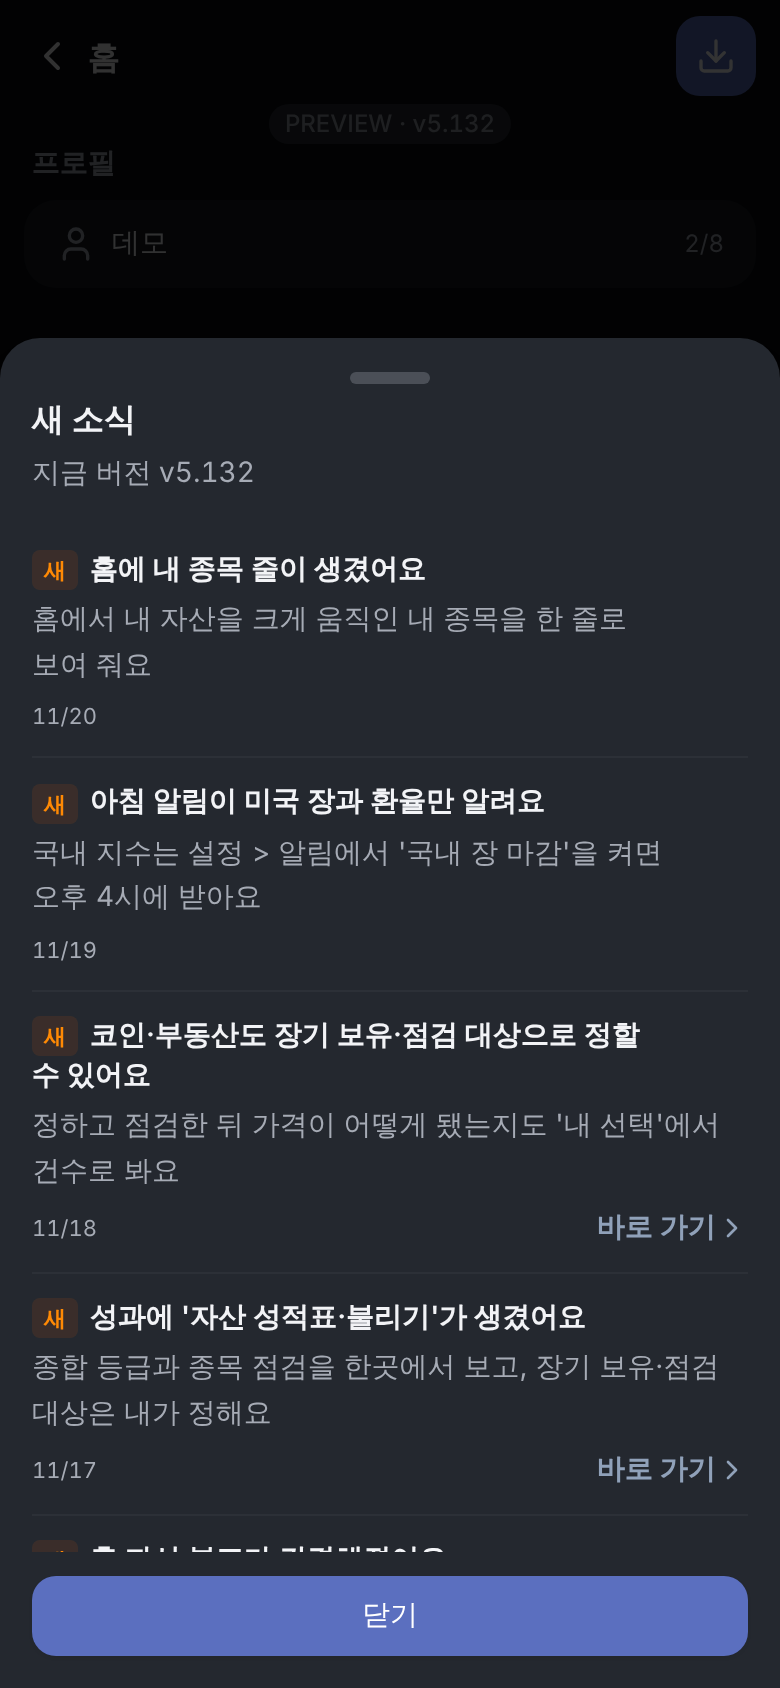 홈
PREVIEW · v5.132
프로필
데모
2/8
새 소식
지금 버전 v5.132
새 홈에 내 종목 줄이 생겼어요
홈에서 내 자산을 크게 움직인 내 종목을 한 줄로
보여 줘요
11/20
새 아침 알림이 미국 장과 환율만 알려요
국내 지수는 설정 > 알림에서 '국내 장 마감'을 켜면
오후 4시에 받아요
11/19
새 코인·부동산도 장기 보유·점검 대상으로 정할
수 있어요
정하고 점검한 뒤 가격이 어떻게 됐는지도 '내 선택'에서
건수로 봐요
11/18
바로 가기
새 성과에 '자산 성적표·불리기'가 생겼어요
종합 등급과 종목 점검을 한곳에서 보고, 장기 보유·점검
대상은 내가 정해요
11/17
바로 가기
닫기